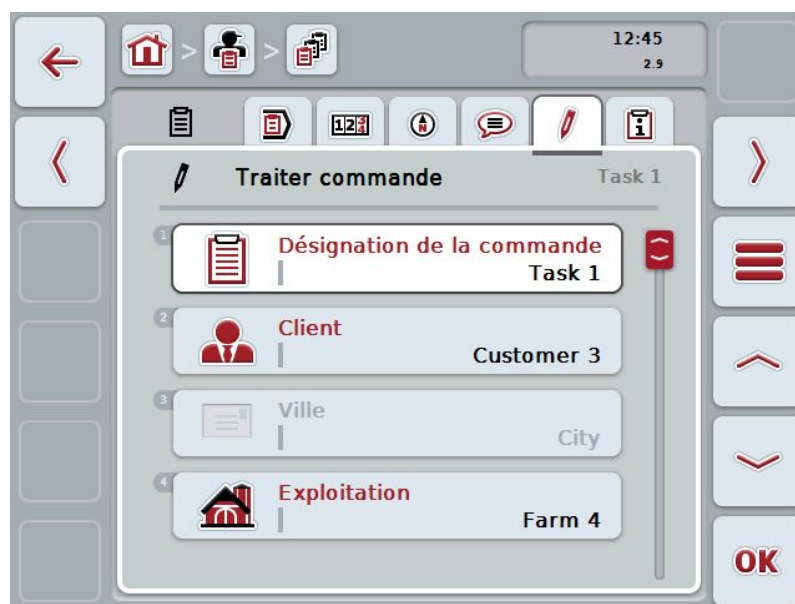 12:45
2.9
1234
Traiter commande
Task 1
1
Désignation de la commande
Task 1
2
Client
Customer 3
3
Ville
City
4
Exploitation
Farm 4
OK